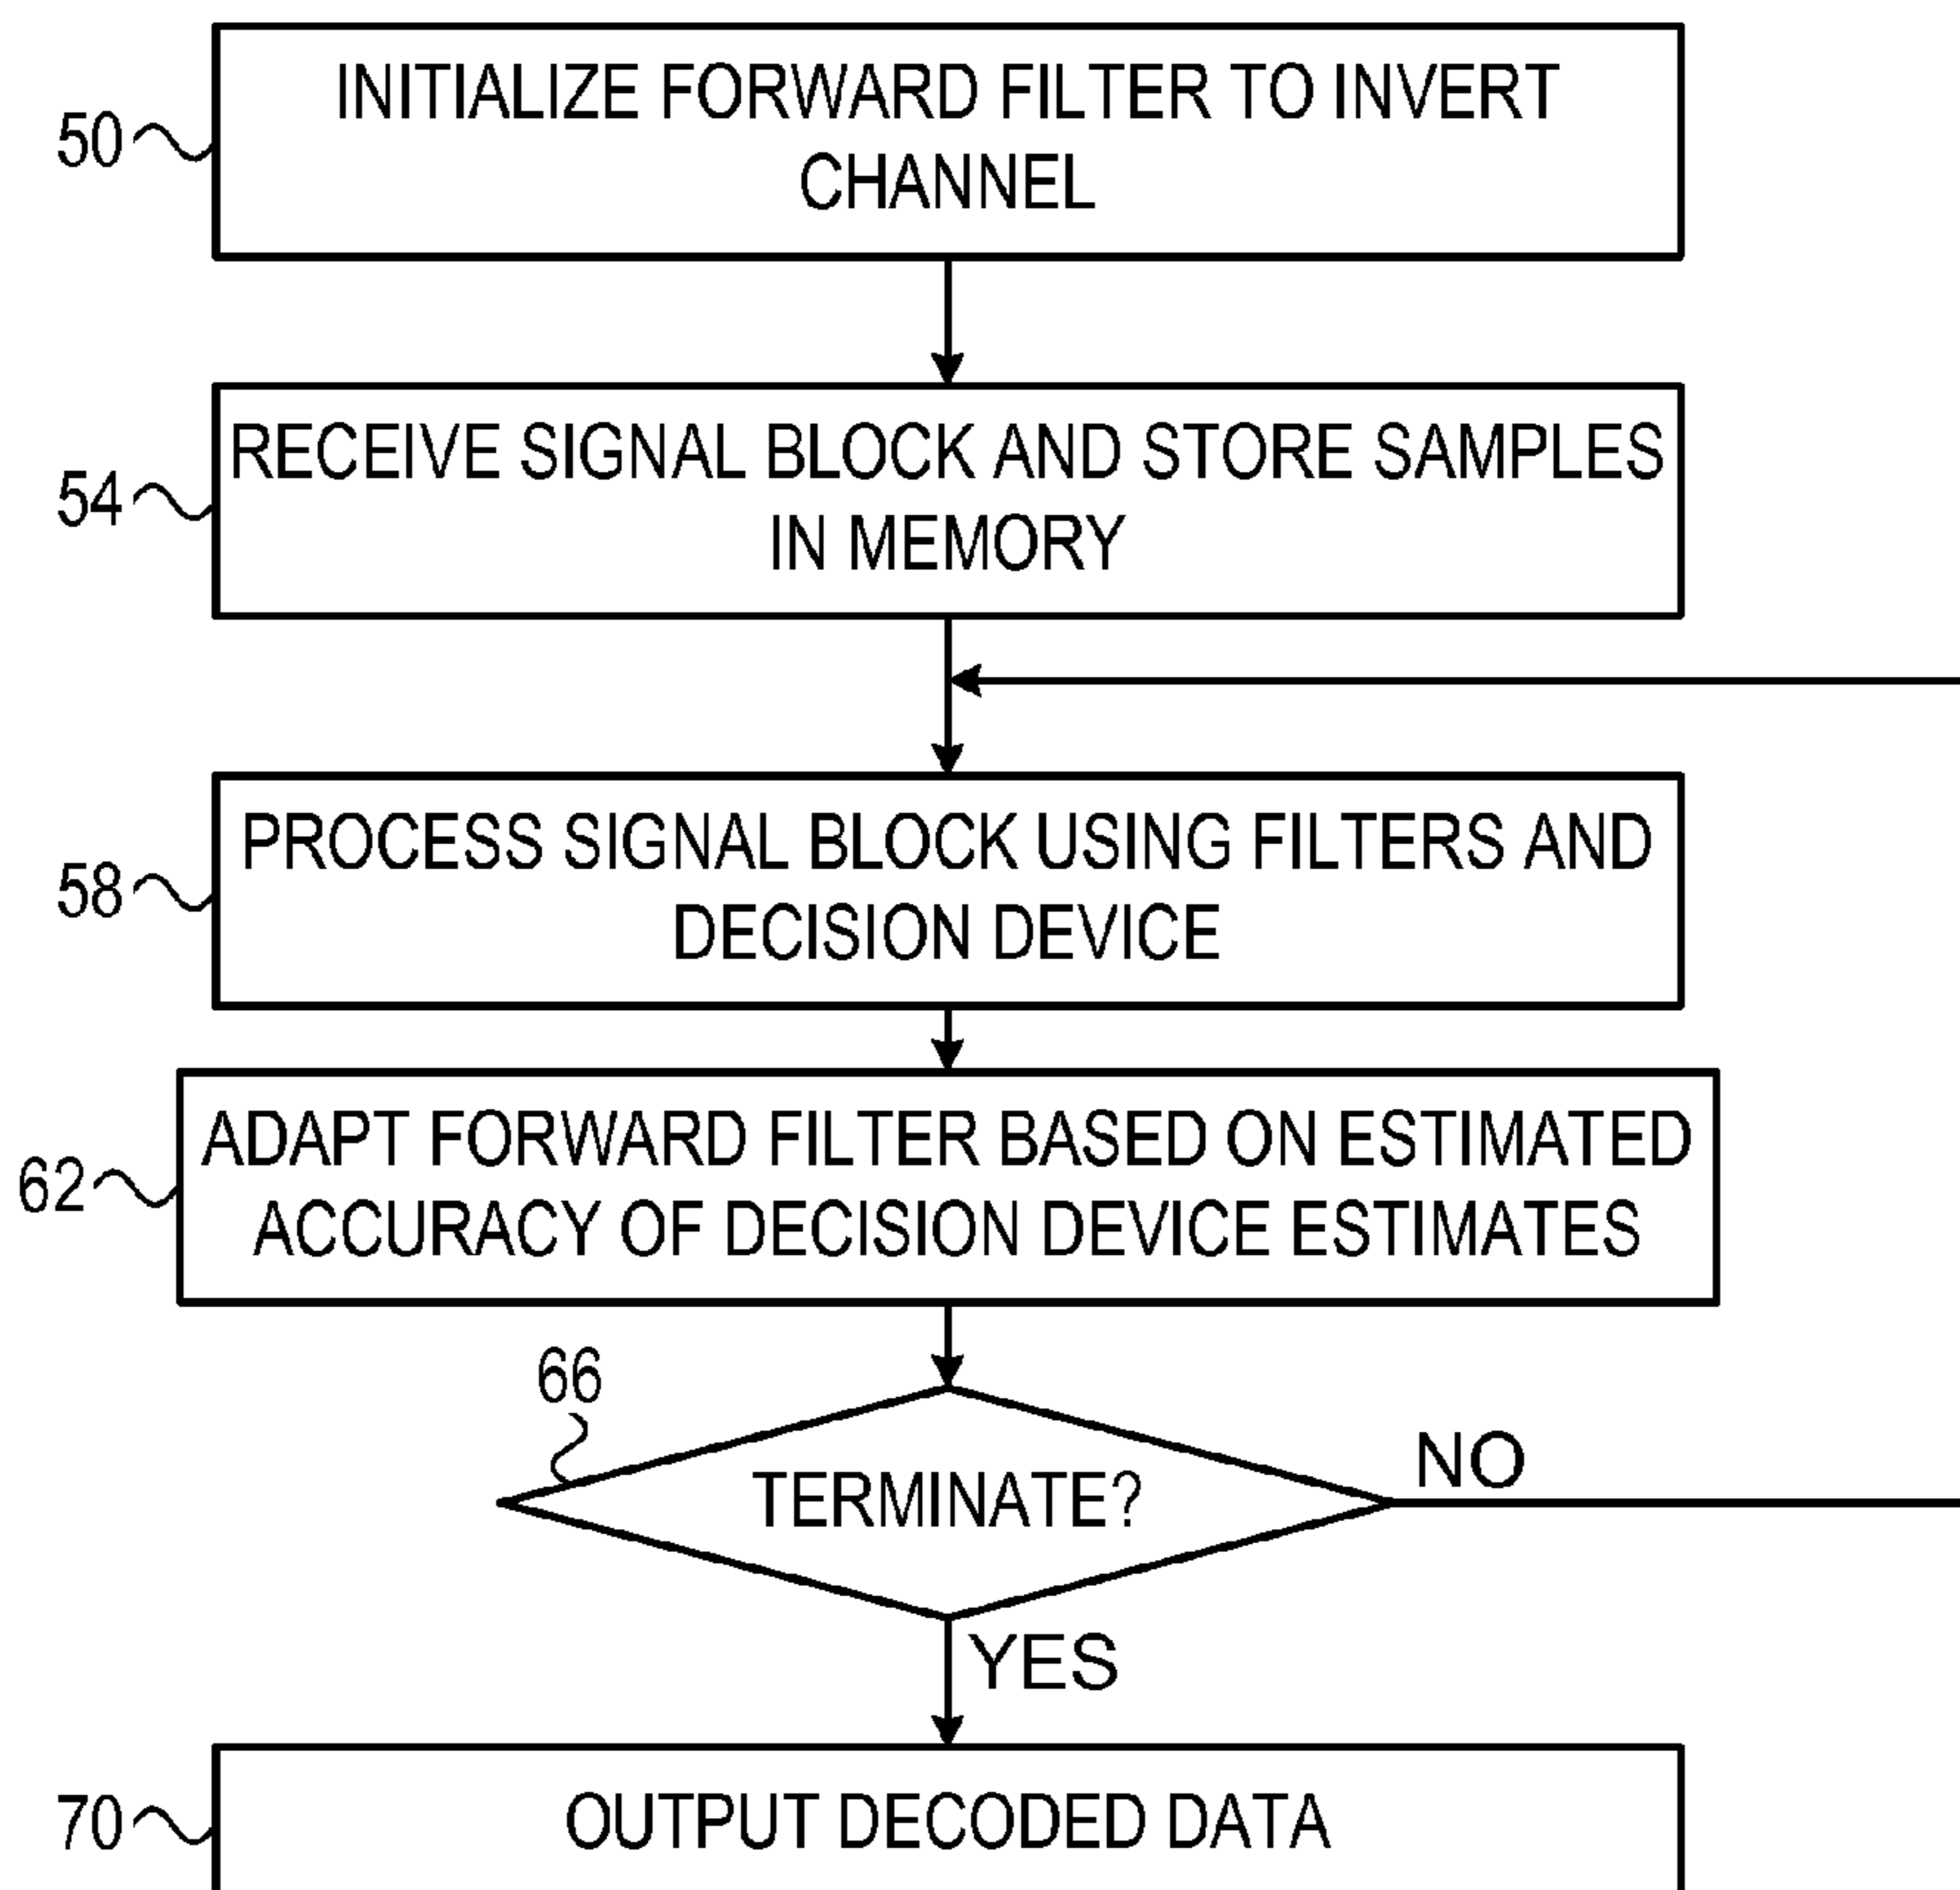 50
INITIALIZE FORWARD FILTER TO INVERT
CHANNEL
54
RECEIVE SIGNAL BLOCK AND STORE SAMPLES
IN MEMORY
58
PROCESS SIGNAL BLOCK USING FILTERS AND
DECISION DEVICE
62
ADAPT FORWARD FILTER BASED ON ESTIMATED
ACCURACY OF DECISION DEVICE ESTIMATES
66
TERMINATE?
NO
YES
70
OUTPUT DECODED DATA